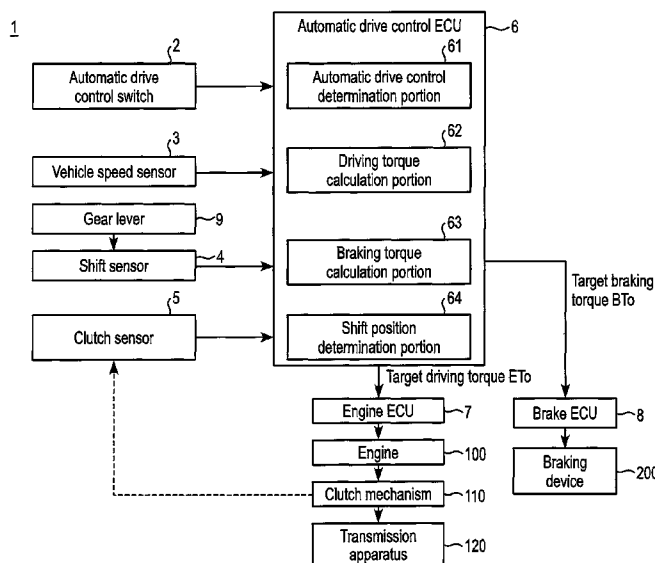 1
Automatic drive control ECU
6
2
Automatic drive
control switch
61
Automatic drive control
determination portion
3
Vehicle speed sensor
62
Driving torque
calculation portion
Gear lever
9
Shift sensor
4
63
Braking torque
calculation portion
5
Clutch sensor
64
Shift position
determination portion
Target braking
torque BTo
Target driving torque ETo
Engine ECU
7
Brake ECU
8
Engine
100
Braking
device
200
Clutch mechanism
110
Transmission
apparatus
120